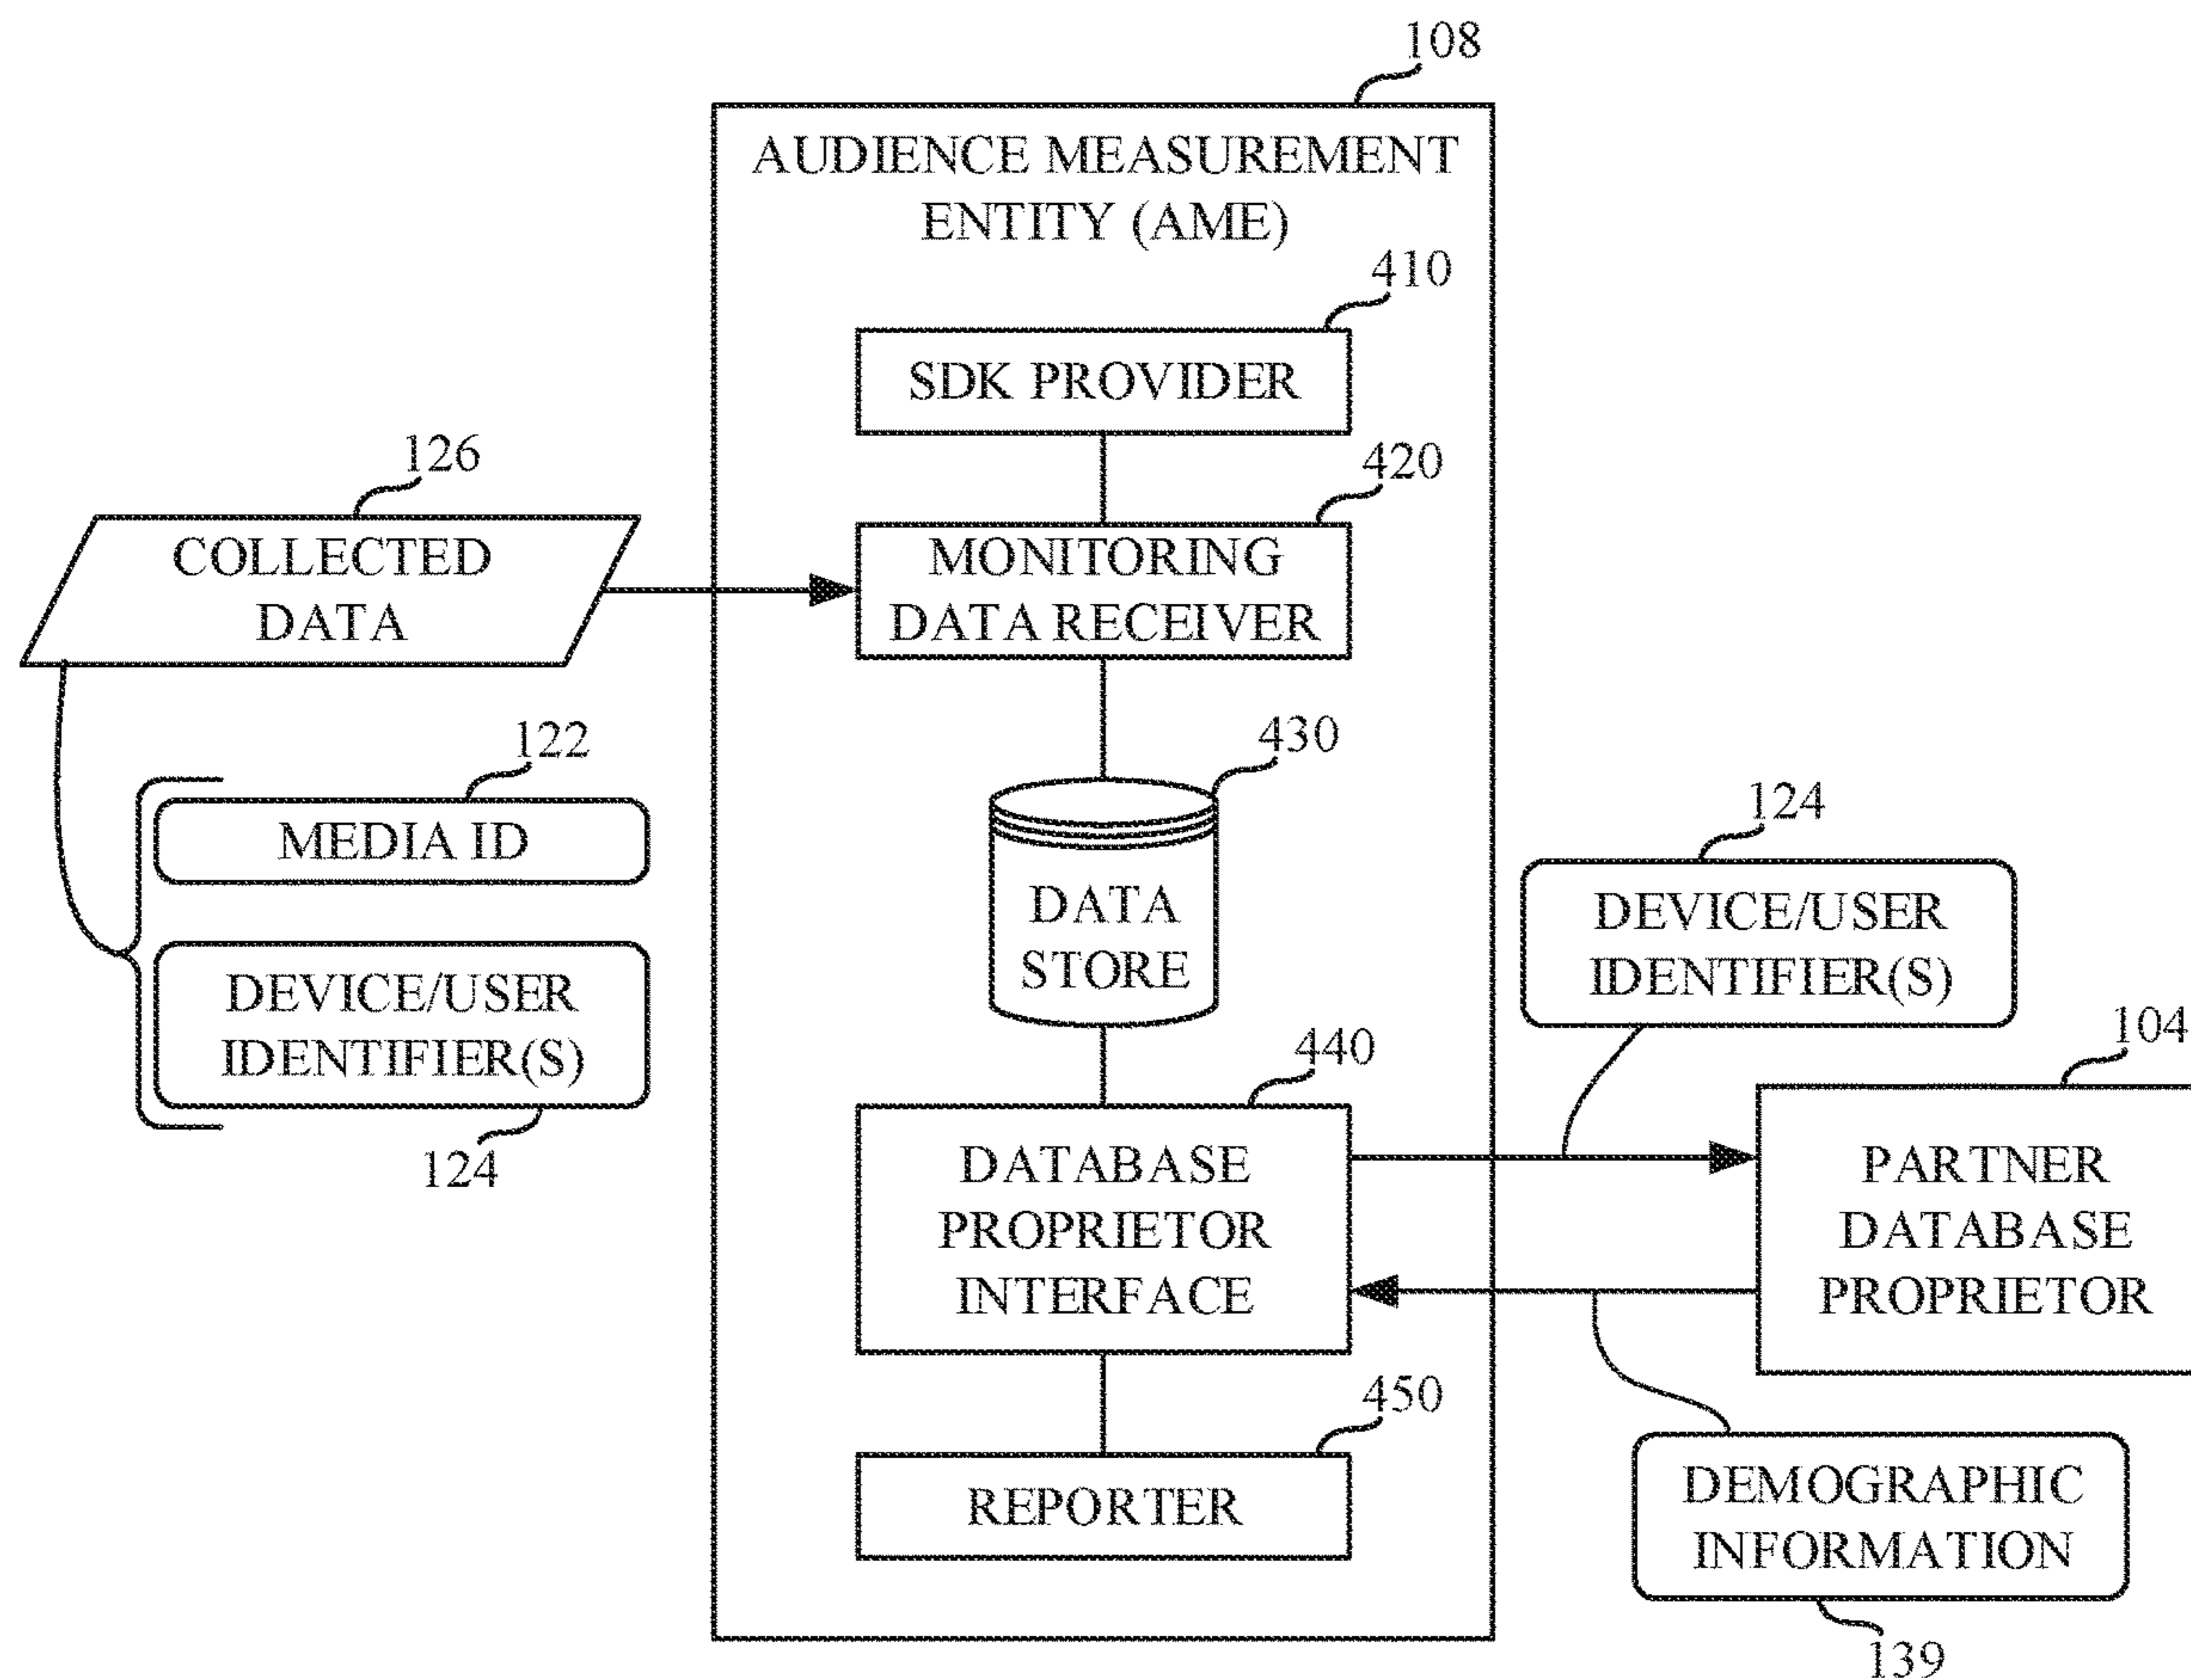 108
AUDIENCE MEASUREMENT
ENTITY (AME)
410
SDK PROVIDER
126
COLLECTED
DATA
420
MONITORING
DATA RECEIVER
122
MEDIA ID
DEVICE/USER
IDENTIFIER(S)
124
430
DATA
STORE
124
DEVICE/USER
IDENTIFIER(S)
440
DATABASE
PROPRIETOR
INTERFACE
104
PARTNER
DATABASE
PROPRIETOR
450
REPORTER
DEMOGRAPHIC
INFORMATION
139